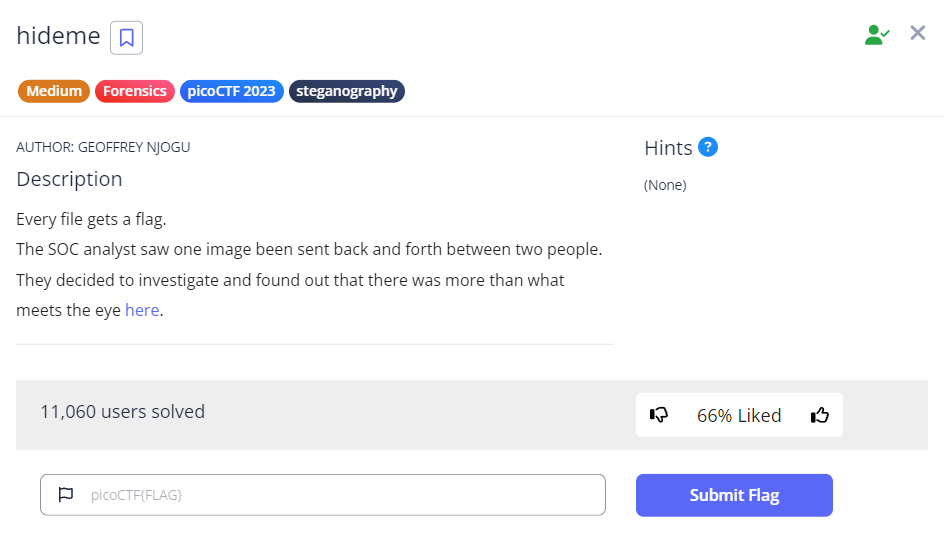 hideme
Medium Forensics picoCTF 2023 steganography
AUTHOR: GEOFFREY NJOGU
Description
Every file gets a flag.
The SOC analyst saw one image been sent back and forth between two people.
They decided to investigate and found out that there was more than what
meets the eye here.
Hints ?
(None)
11,060 users solved
66% Liked
picoCTF{FLAG}
Submit Flag